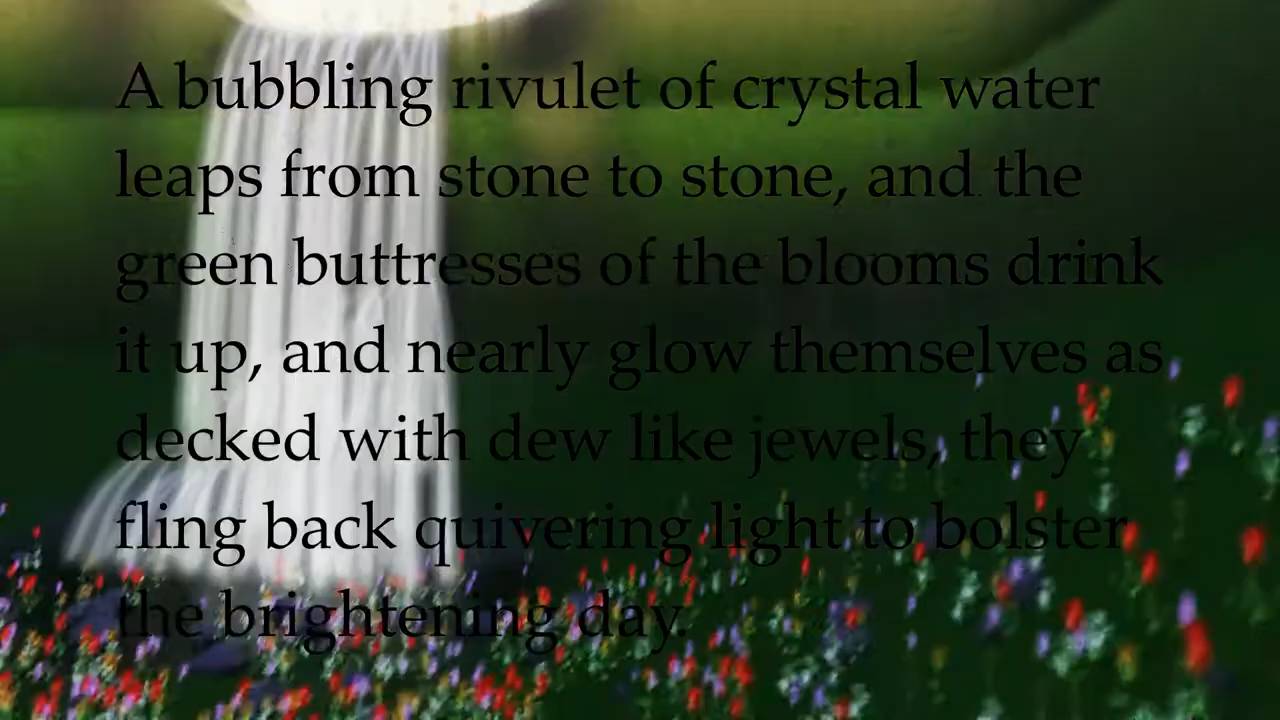 A bubbling rivulet of crystal water
leaps from stone to stone, and the
green buttresses of the blooms drink
it up, and nearly glow themselves as
decked with dew like jewels, they
fling back quivering light to bolster
the brightening day.